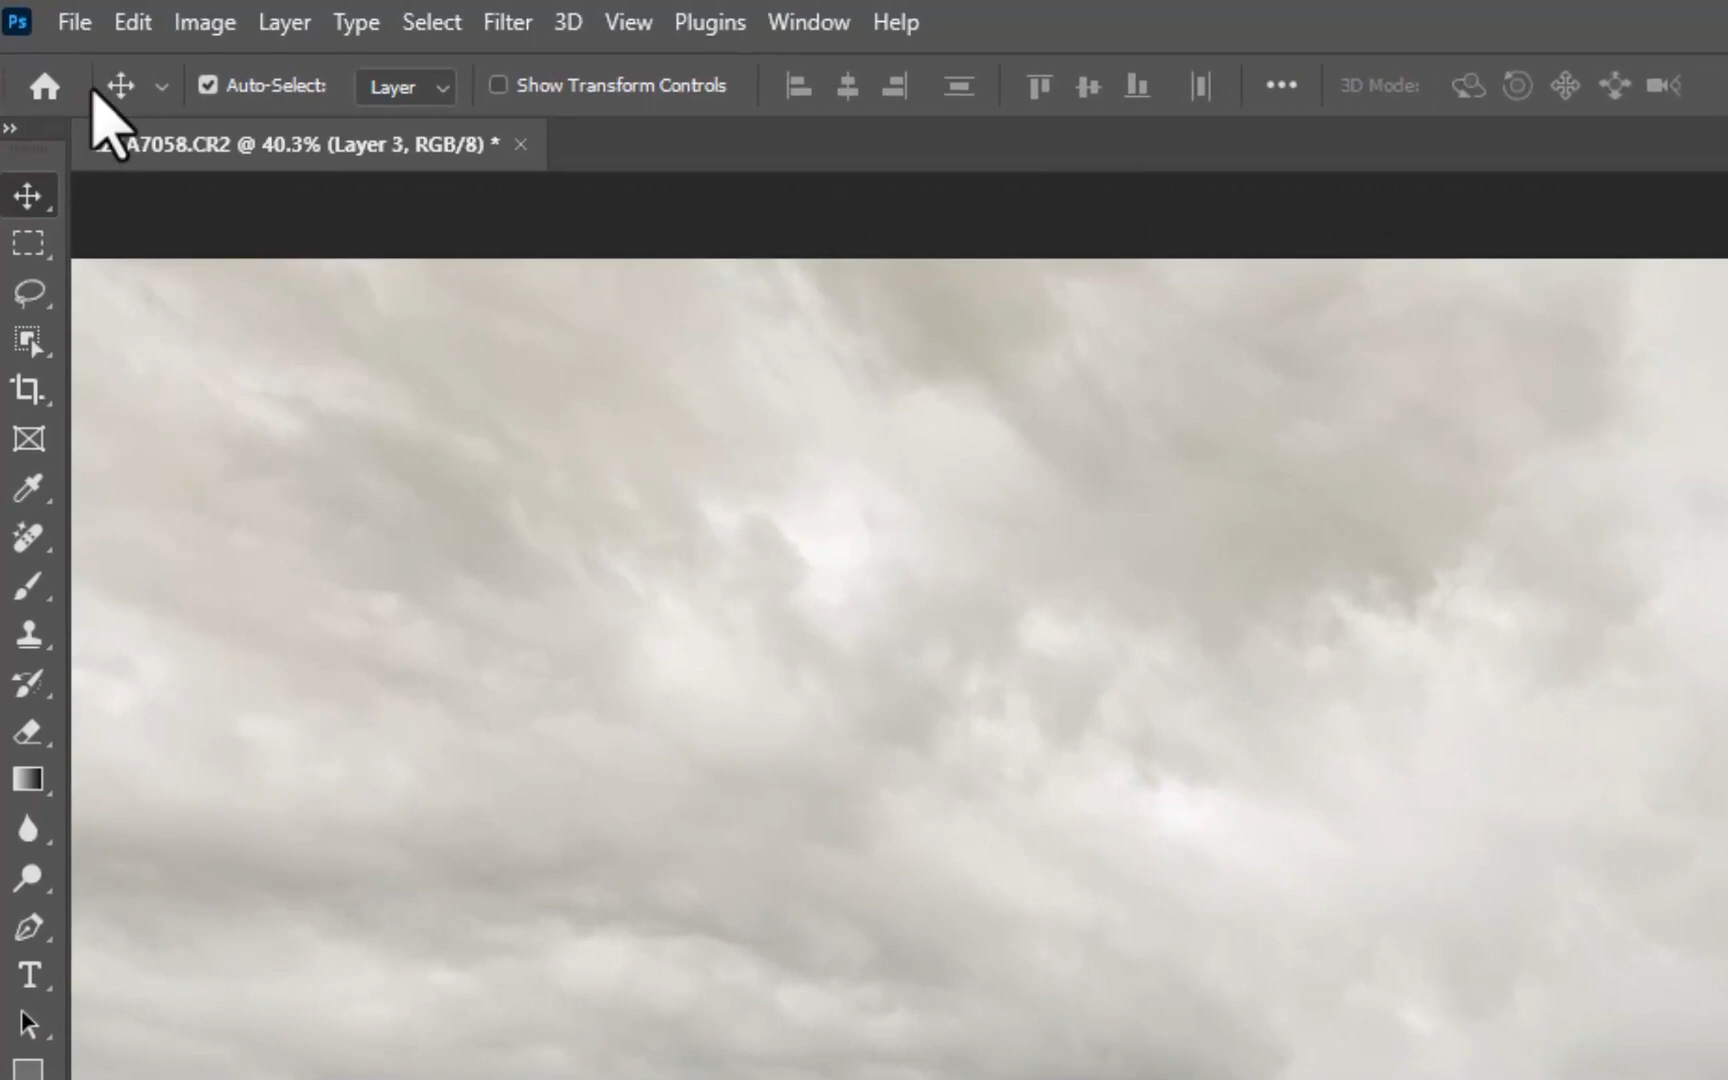 Ps File Edit Image Layer Type Select Filter 3D View Plugins Window Help
Auto-Select: Layer Show Transform Controls 3D Mode:
A7058.CR2 @ 40.3% (Layer 3, RGB/8) *